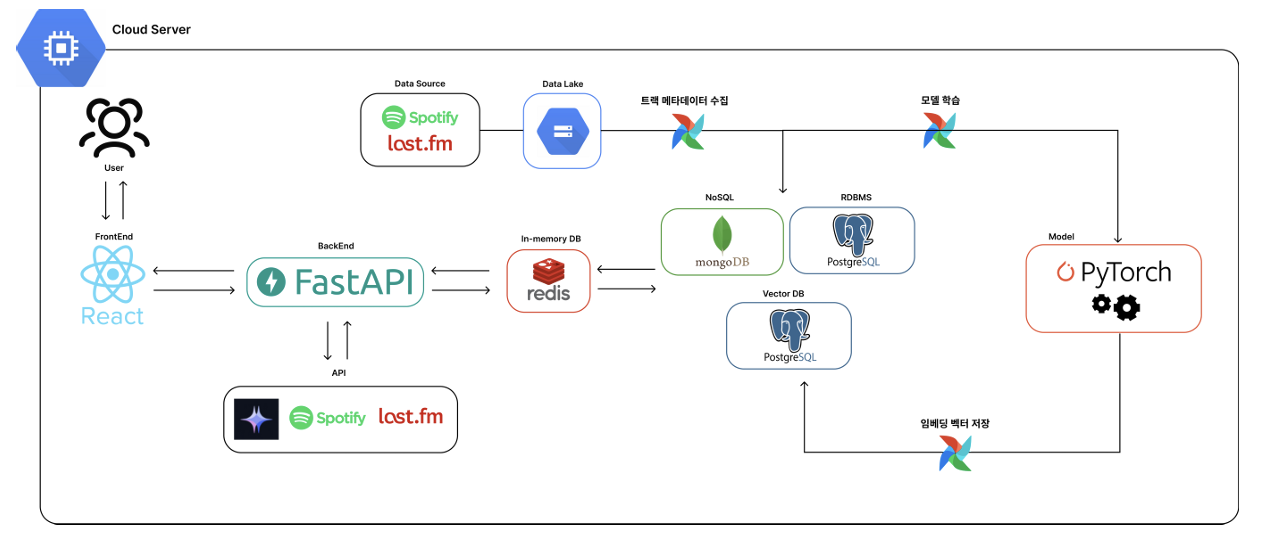 Cloud Server
Data Source
Spotify
last.fm
Data Lake
트랙 메타데이터 수집
모델 학습
User
FrontEnd
React
BackEnd
FastAPI
In-memory DB
redis
NoSQL
mongoDB
RDBMS
PostgreSQL
Vector DB
PostgreSQL
Model
PyTorch
API
Spotify
last.fm
임베딩 벡터 저장